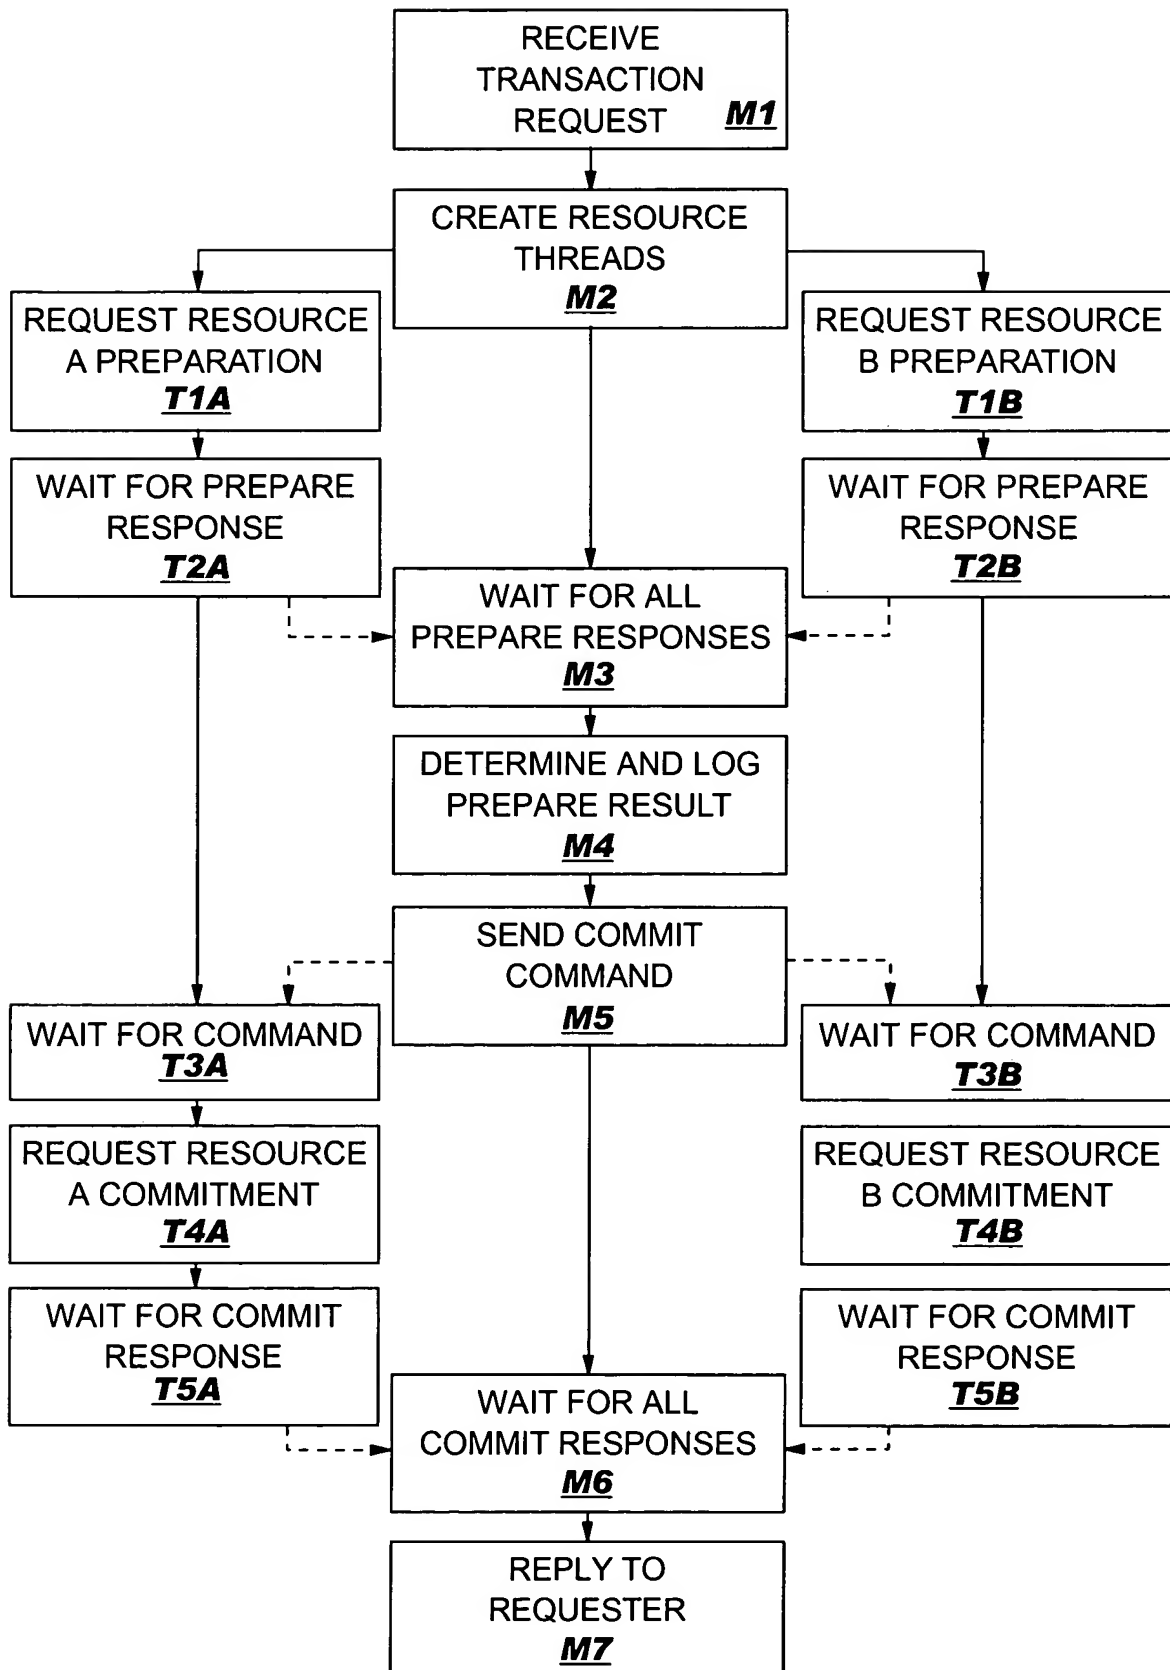 RECEIVE
TRANSACTION
REQUEST M1
CREATE RESOURCE
THREADS
M2
REQUEST RESOURCE
A PREPARATION
T1A
REQUEST RESOURCE
B PREPARATION
T1B
WAIT FOR PREPARE
RESPONSE
T2A
WAIT FOR PREPARE
RESPONSE
T2B
WAIT FOR ALL
PREPARE RESPONSES
M3
DETERMINE AND LOG
PREPARE RESULT
M4
SEND COMMIT
COMMAND
M5
WAIT FOR COMMAND
T3A
WAIT FOR COMMAND
T3B
REQUEST RESOURCE
A COMMITMENT
T4A
REQUEST RESOURCE
B COMMITMENT
T4B
WAIT FOR COMMIT
RESPONSE
T5A
WAIT FOR COMMIT
RESPONSE
T5B
WAIT FOR ALL
COMMIT RESPONSES
M6
REPLY TO
REQUESTER
M7